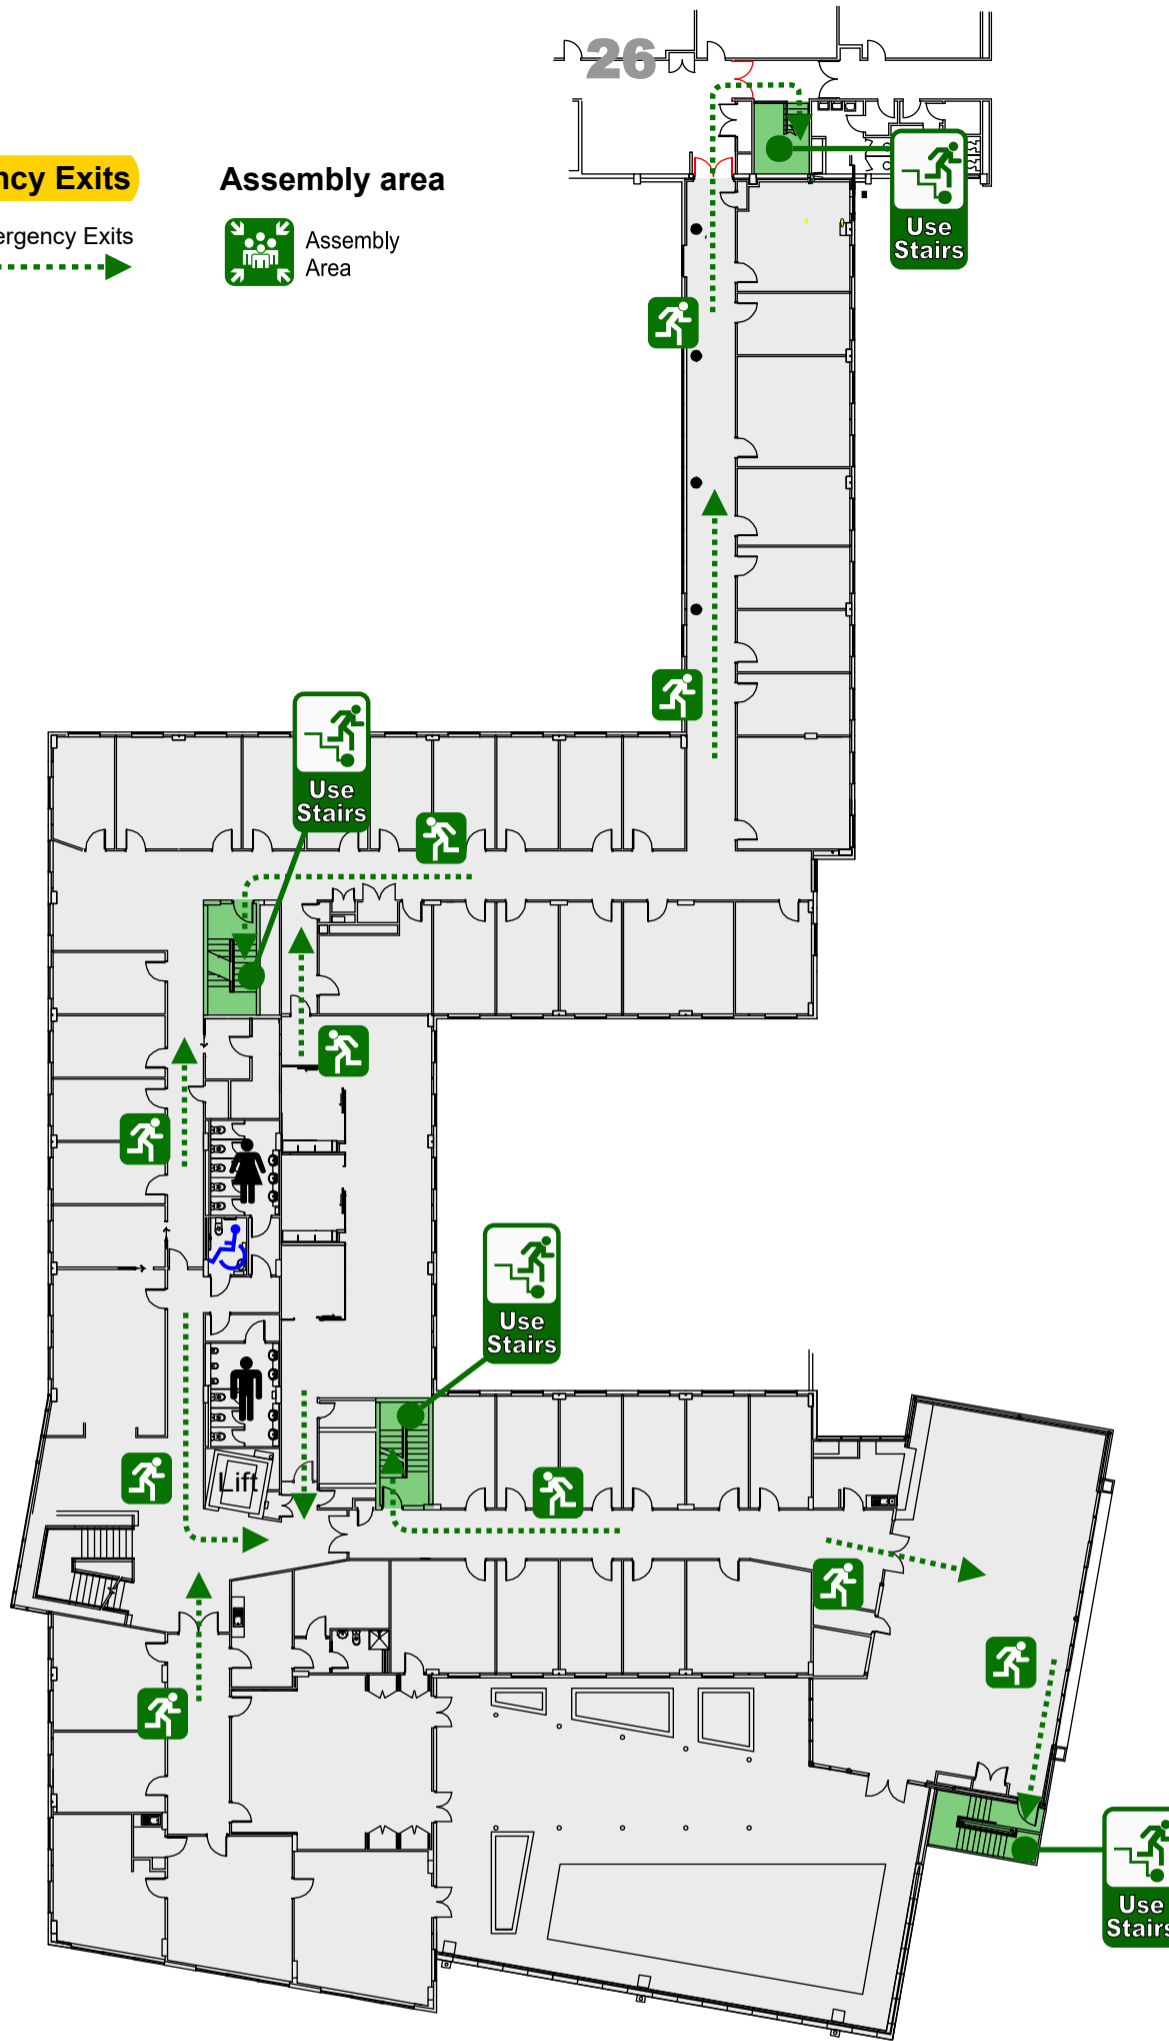 26
ncy Exits
Assembly area
ergency Exits
Assembly
Area
Use
Stairs
Use
Stairs
Use
Stairs
Lift
Use
Stairs